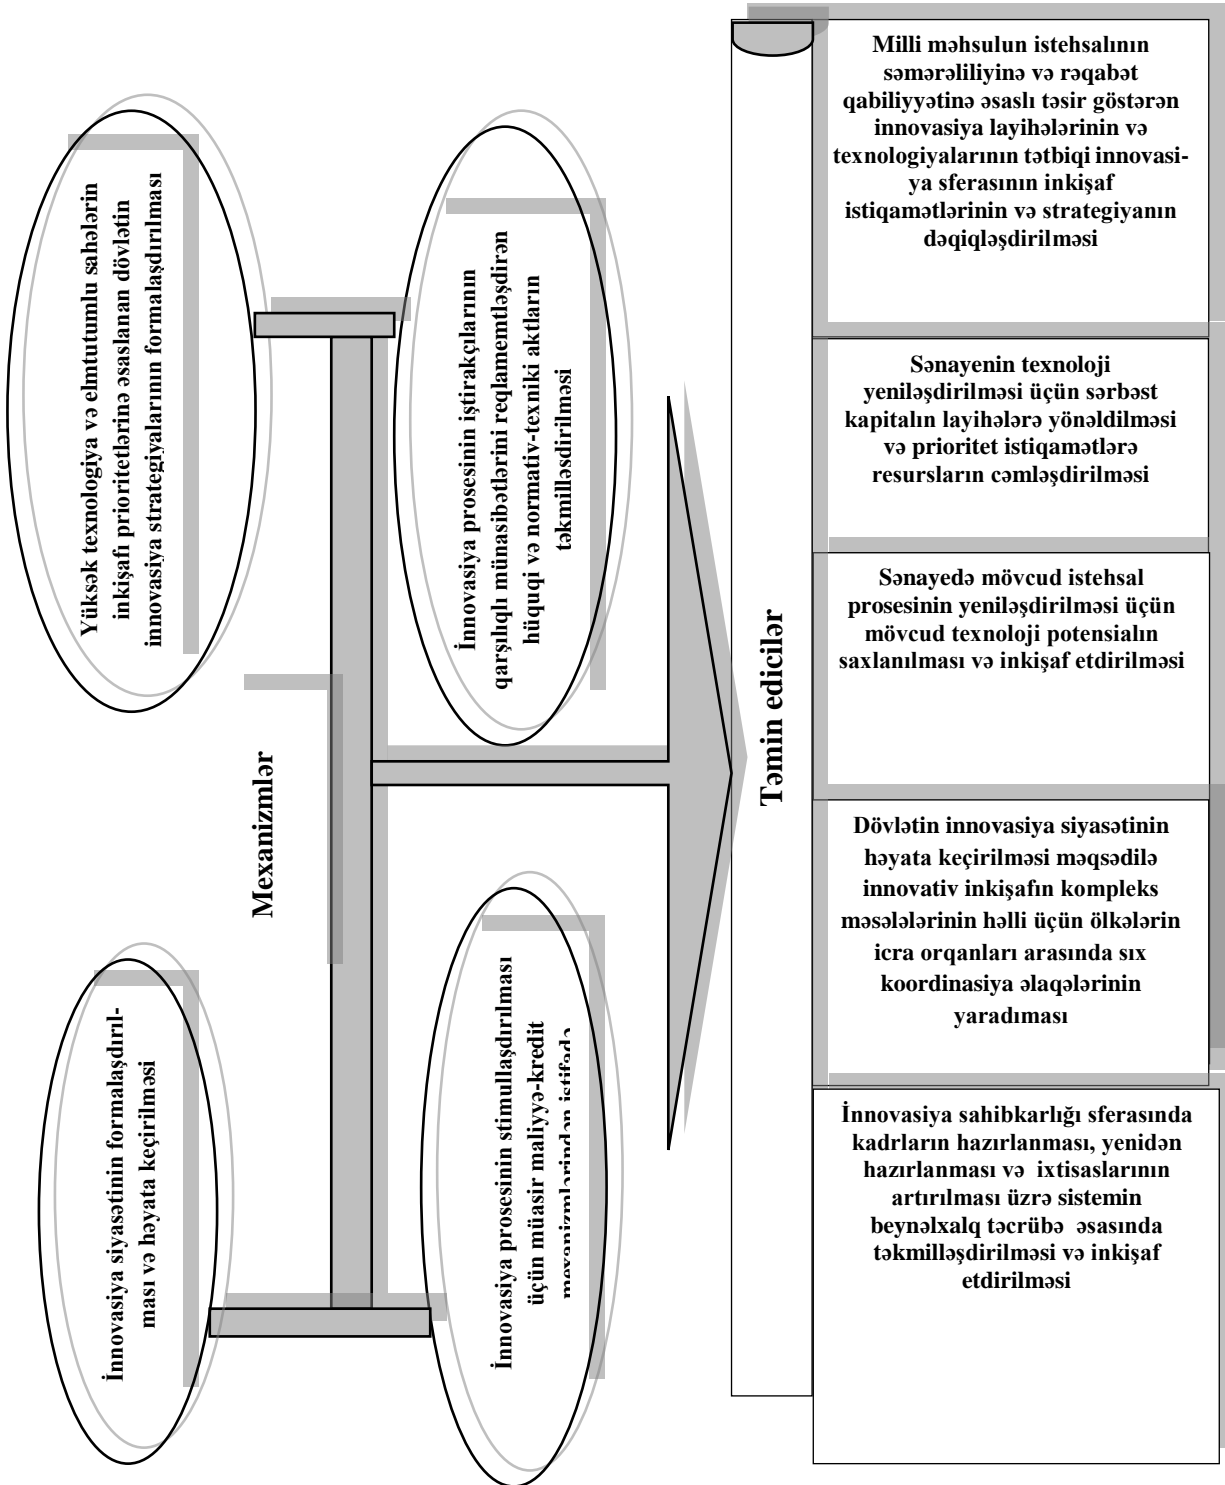 Yüksək texnologiya və elmtutumlu sahələrin
inkişafı prioritetlərinə əsaslanan dövlətin
innovasiya strategiyalarının formalaşdırılması
İnnovasiya prosesinin iştirakçılarının
qarşılıqlı münasibətlərini reqlamemtləşdirən
hüquqi və normativ-texniki aktların
təkmilləsdirilməsi
Mexanizmlər
İnnovasiya siyasətinin formalaşdırıl-
ması və həyata keçirilməsi
İnnovasiya prosesinin stimullaşdırılması
üçün müasir maliyyə-kredit
mexanizmlərindən istifadə
Təmin edicilər
Milli məhsulun istehsalının
səmərəliliyinə və rəqabət
qabiliyyətinə əsaslı təsir göstərən
innovasiya layihələrinin və
texnologiyalarının tətbiqi innovasi-
ya sferasının inkişaf
istiqamətlərinin və strategiyanın
dəqiqləşdirilməsi
Sənayenin texnoloji
yeniləşdirilməsi üçün sərbəst
kapitalın layihələrə yönəldilməsi
və prioritet istiqamətlərə
resursların cəmləşdirilməsi
Sənayedə mövcud istehsal
prosesinin yeniləşdirilməsi üçün
mövcud texnoloji potensialın
saxlanılması və inkişaf etdirilməsi
Dövlətin innovasiya siyasətinin
həyata keçirilməsi məqsədilə
innovativ inkişafın kompleks
məsələlərinin həlli üçün ölkələrin
icra orqanları arasında sıx
koordinasiya əlaqələrinin
yaradıması
İnnovasiya sahibkarlığı sferasında
kadrların hazırlanması, yenidən
hazırlanması və ixtisaslarının
artırılması üzrə sistemin
beynəlxalq təcrübə əsasında
təkmilləşdirilməsi və inkişaf
etdirilməsi